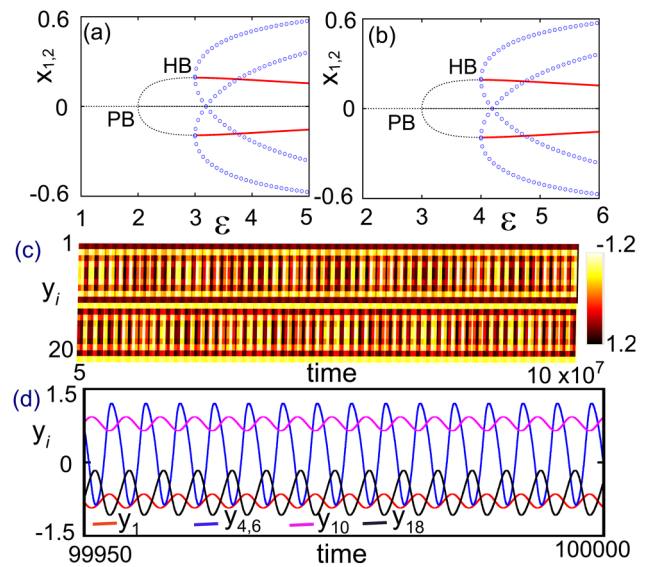 0.6 (a) 0.6 (b)
HB HB
x1,2 x1,2
0 0
PB PB
-0.6 -0.6
1 2 3 ε 4 5 2 3 4 ε 5 6
(c) 1 -1.2
yi
20 1.2
5 time 10 x10⁷
(d) 1.5
yi
0
y1 y4,6 y10 y18
-1.5
99950 time 100000